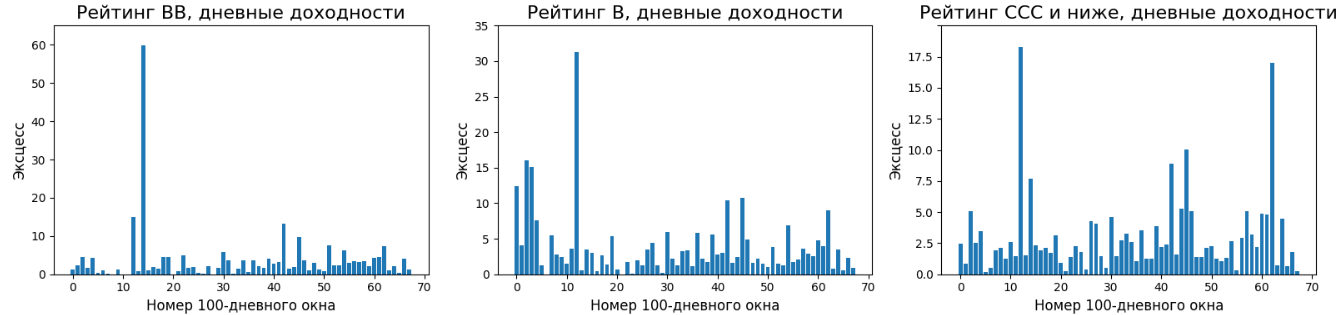 Рейтинг BB, дневные доходности
60
50
40
30
20
10
0
Эксцесс
0 10 20 30 40 50 60 70
Номер 100-дневного окна
Рейтинг B, дневные доходности
35
30
25
20
15
10
5
0
Эксцесс
0 10 20 30 40 50 60 70
Номер 100-дневного окна
Рейтинг CCC и ниже, дневные доходности
17.5
15.0
12.5
10.0
7.5
5.0
2.5
0.0
Эксцесс
0 10 20 30 40 50 60 70
Номер 100-дневного окна